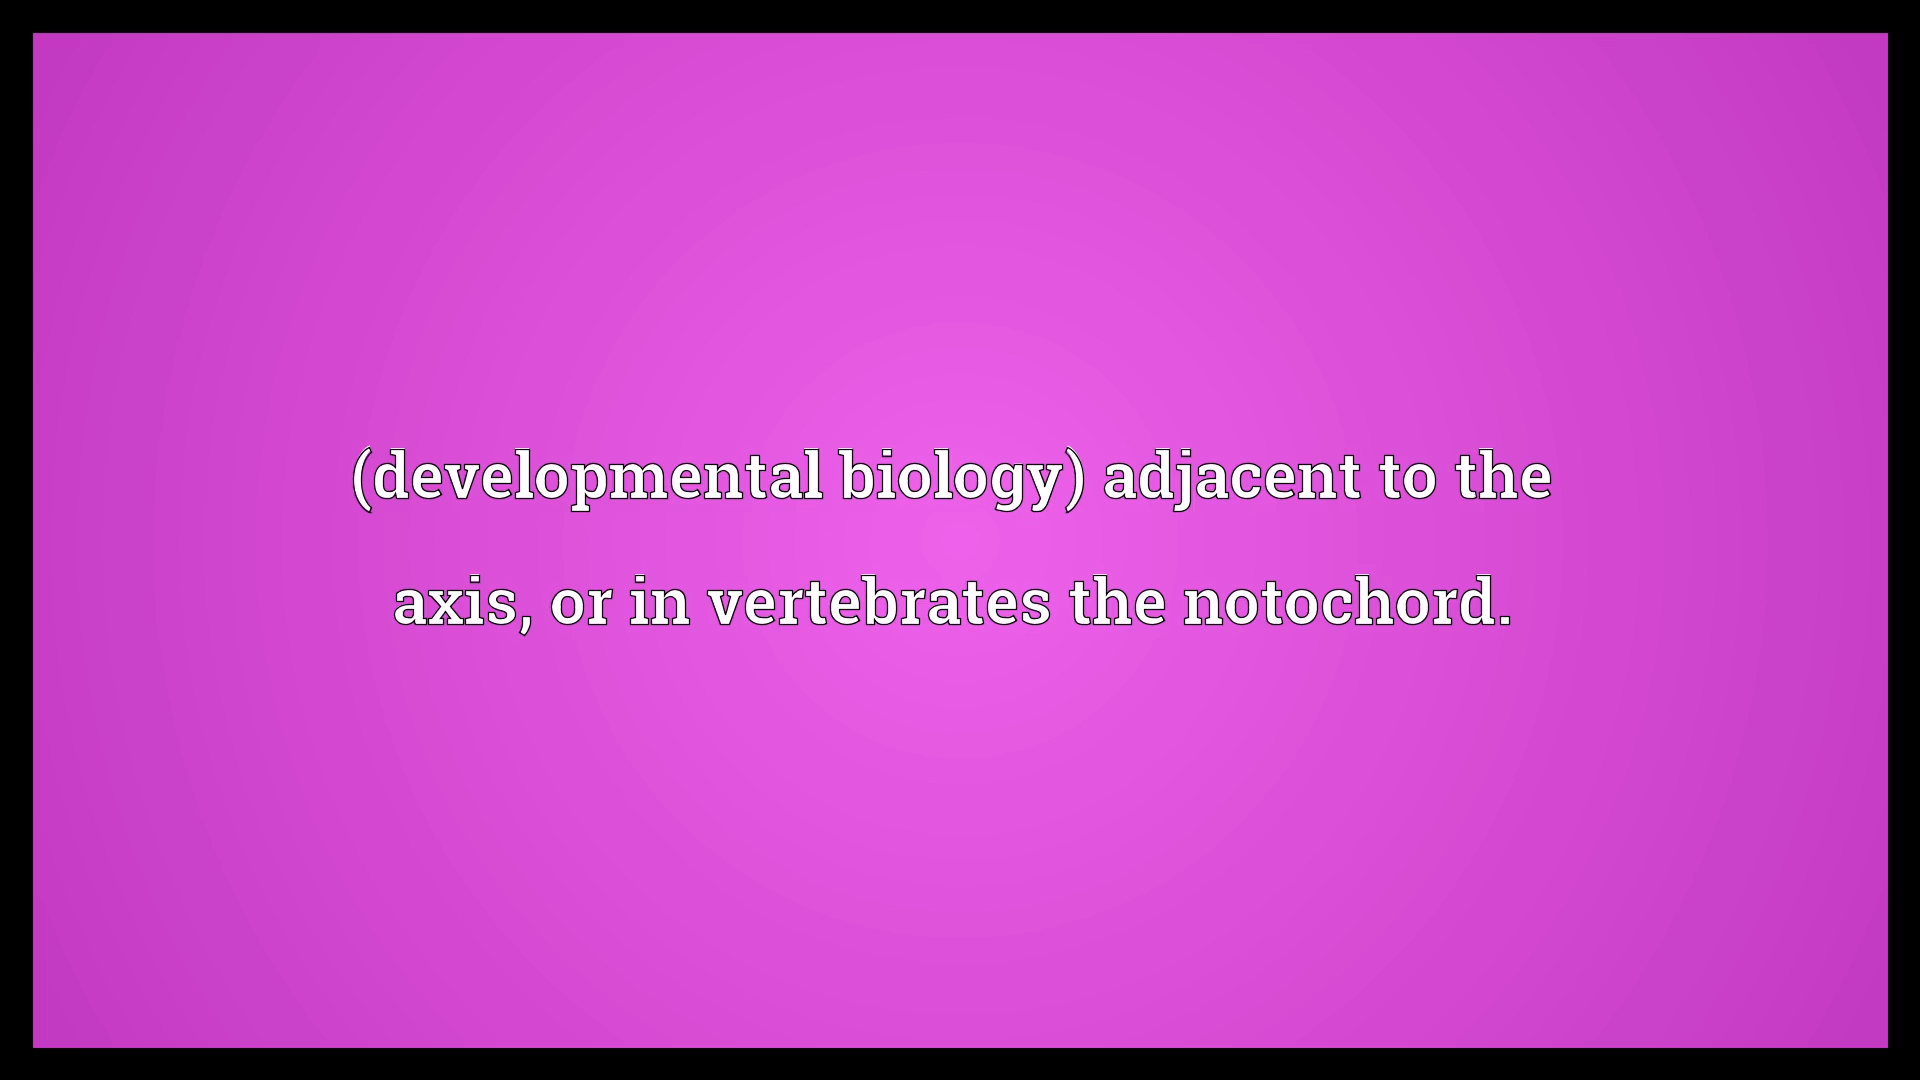 (developmental biology) adjacent to the
axis, or in vertebrates the notochord.